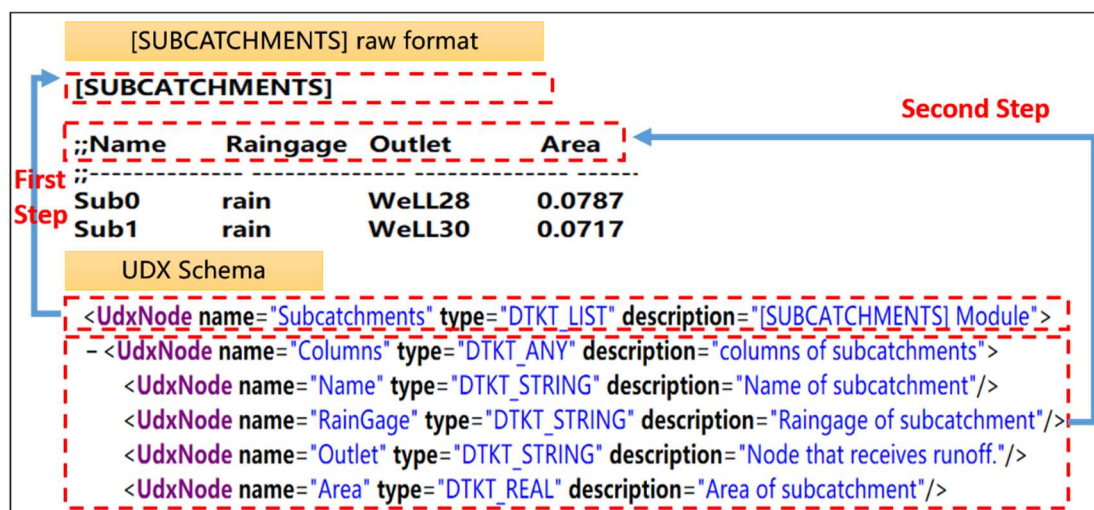 [SUBCATCHMENTS] raw format
[SUBCATCHMENTS]
Second Step
;;Name Raingage Outlet Area
;;-------------- -------------- -------------- ------
First
Step
Sub0 rain WeLL28 0.0787
Sub1 rain WeLL30 0.0717
UDX Schema
<UdxNode name="Subcatchments" type="DTKT_LIST" description="[SUBCATCHMENTS] Module">
– <UdxNode name="Columns" type="DTKT_ANY" description="columns of subcatchments">
<UdxNode name="Name" type="DTKT_STRING" description="Name of subcatchment"/>
<UdxNode name="RainGage" type="DTKT_STRING" description="Raingage of subcatchment"/>
<UdxNode name="Outlet" type="DTKT_STRING" description="Node that receives runoff."/>
<UdxNode name="Area" type="DTKT_REAL" description="Area of subcatchment"/>